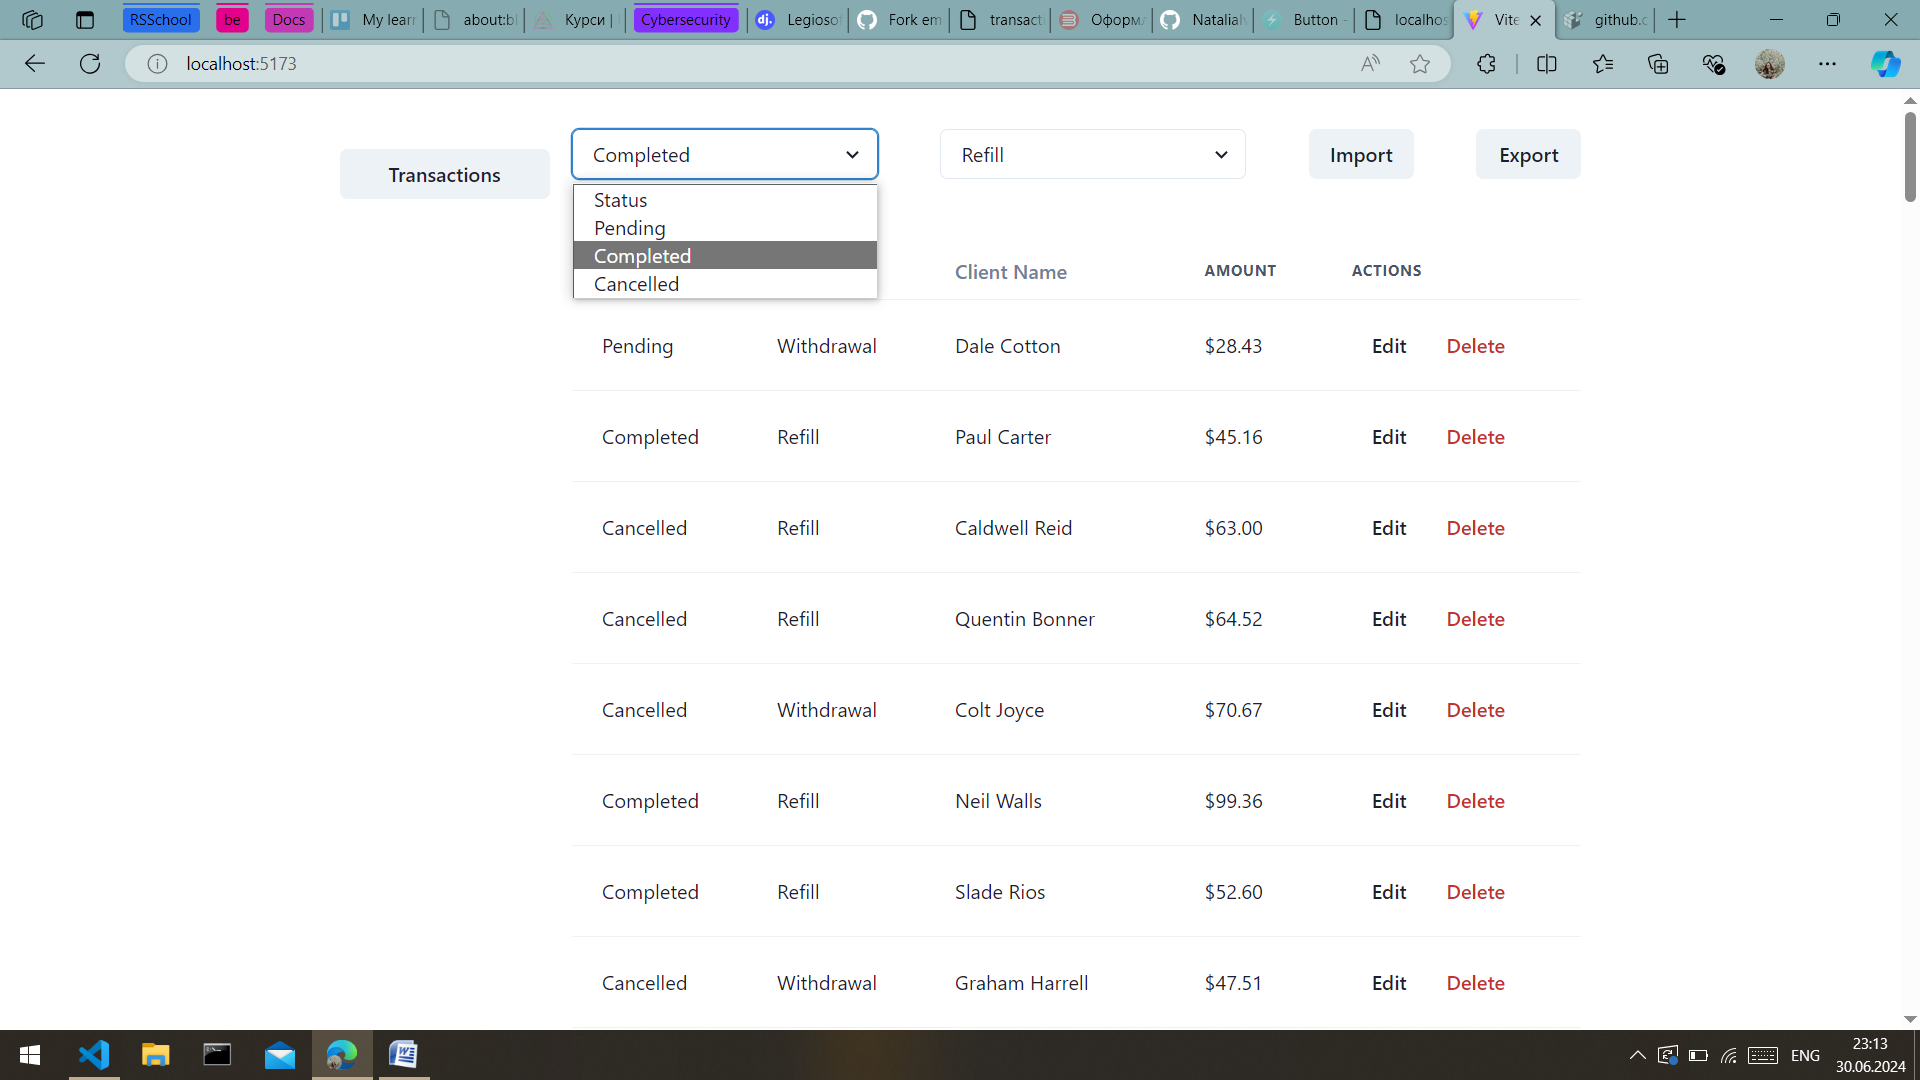 RSSchool be Docs My learn about:bl Курси | Cybersecurity Legiosof Fork em transacti Оформл Natalia Button - localhos Vite github.c
localhost:5173
Completed Refill Import Export
Transactions
Status
Pending
Completed
Cancelled
Client Name AMOUNT ACTIONS
Pending Withdrawal Dale Cotton $28.43 Edit Delete
Completed Refill Paul Carter $45.16 Edit Delete
Cancelled Refill Caldwell Reid $63.00 Edit Delete
Cancelled Refill Quentin Bonner $64.52 Edit Delete
Cancelled Withdrawal Colt Joyce $70.67 Edit Delete
Completed Refill Neil Walls $99.36 Edit Delete
Completed Refill Slade Rios $52.60 Edit Delete
Cancelled Withdrawal Graham Harrell $47.51 Edit Delete
ENG 23:13
30.06.2024